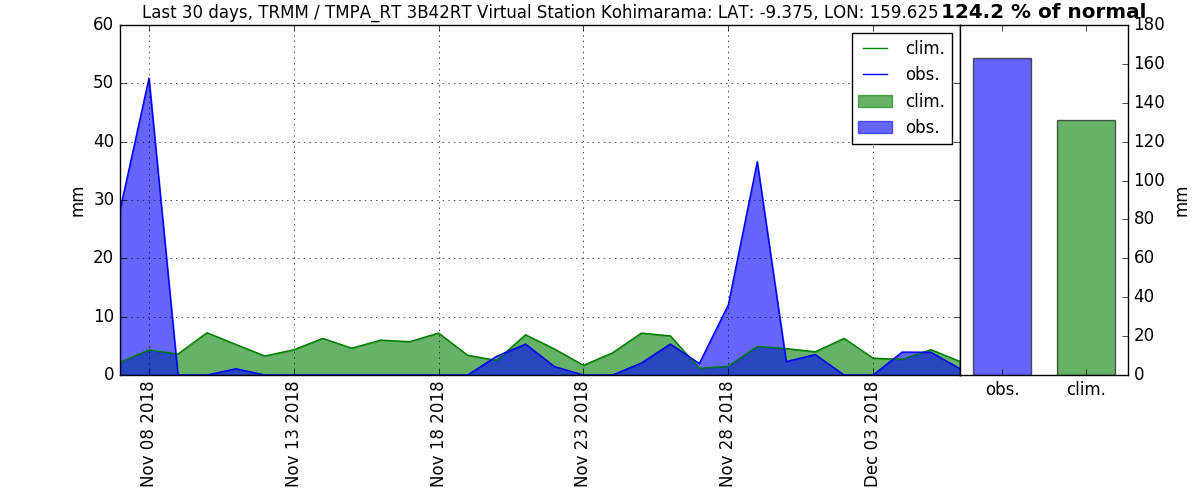 Last 30 days, TRMM / TMPA_RT 3B42RT Virtual Station Kohimarama: LAT: -9.375, LON: 159.625
124.2 % of normal
60
50
40
30
20
10
0
mm
clim.
obs.
clim.
obs.
Nov 08 2018
Nov 13 2018
Nov 18 2018
Nov 23 2018
Nov 28 2018
Dec 03 2018
180
160
140
120
100
80
60
40
20
0
mm
obs.
clim.